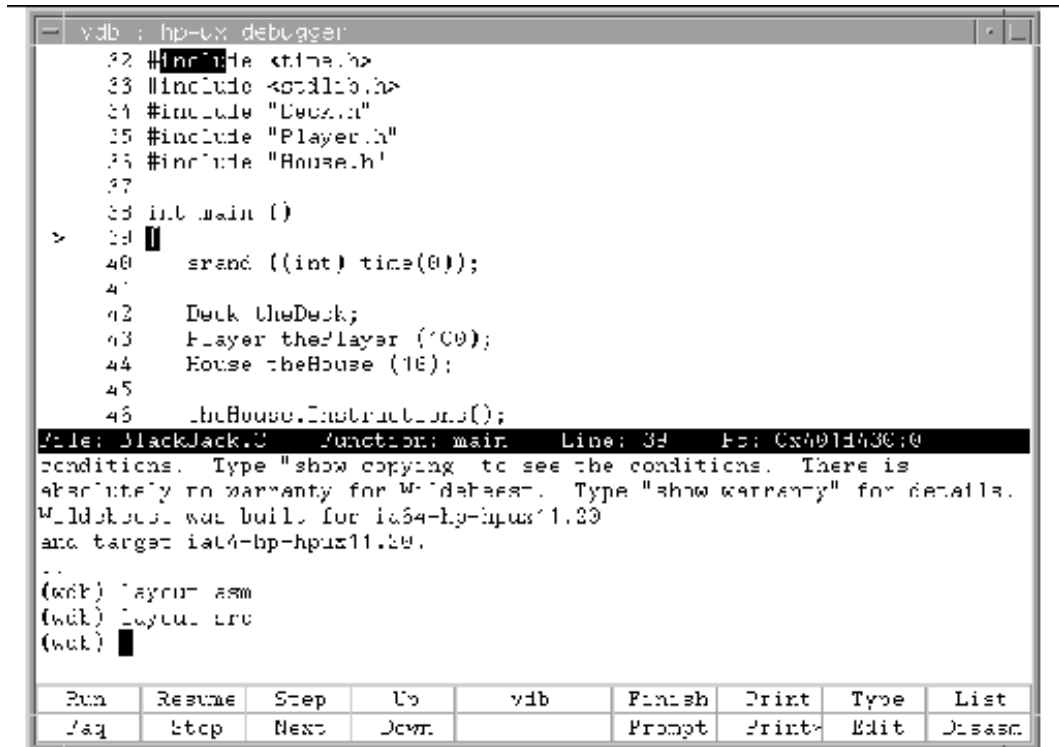 vdb : hp-ux debugger
32 #include <time.h>
33 #include <stdlib.h>
34 #include "Deck.h"
35 #include "Player.h"
36 #include "House.h"
37
38 int main ()
> 39 {
40 srand ((int) time(0));
41
42 Deck theDeck;
43 Player thePlayer (100);
44 House theHouse (16);
45
46 theHouse.Instructions();
File: BlackJack.C Function: main Line: 39 Pc:
conditions. Type "show copying" to see the conditions. There is
absolutely no warranty for Wildebeest. Type "show warranty" for details.
Wildebeest was built for ia64-hp-hpux11.20
and target ia64-hp-hpux11.20.
..
(wdb) layout asm
(wdb) layout src
(wdb)
Run Resume Step Up vdb Finish Print Type List
Faq Stop Next Down Prompt Print* Edit Disasm